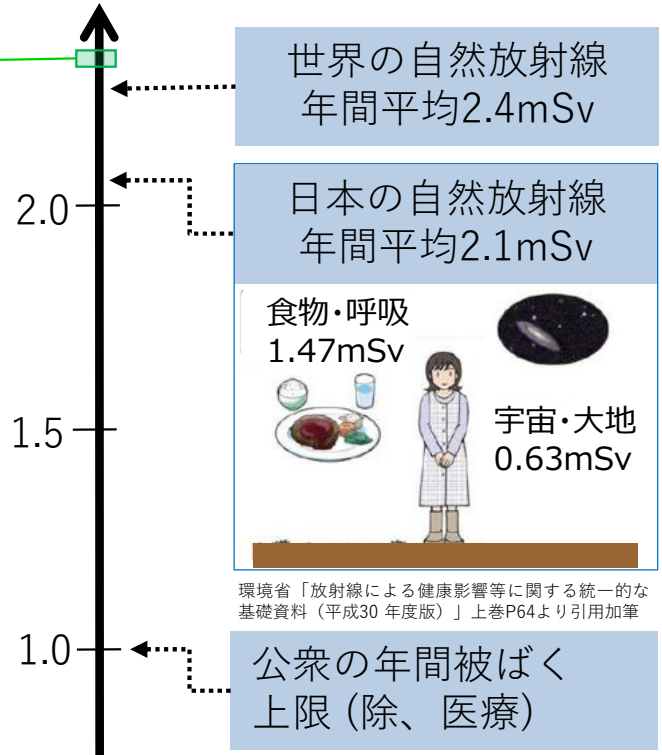 世界の自然放射線
年間平均2.4mSv
2.0
日本の自然放射線
年間平均2.1mSv
食物・呼吸
1.47mSv
1.5
宇宙・大地
0.63mSv
環境省「放射線による健康影響等に関する統一的な
基礎資料（平成30 年度版）」上巻P64より引用加筆
1.0
公衆の年間被ばく
上限 (除、医療)